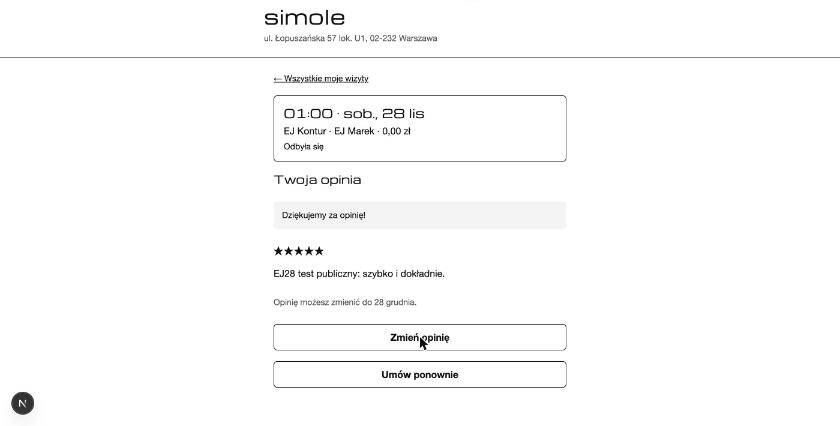 simole
ul. Łopuszańska 57 lok. U1, 02-232 Warszawa
← Wszystkie moje wizyty
01:00 · sob., 28 lis
EJ Kontur · EJ Marek · 0,00 zł
Odbyła się
Twoja opinia
Dziękujemy za opinię!
★★★★★
EJ28 test publiczny: szybko i dokładnie.
Opinię możesz zmienić do 28 grudnia.
Zmień opinię
Umów ponownie
N